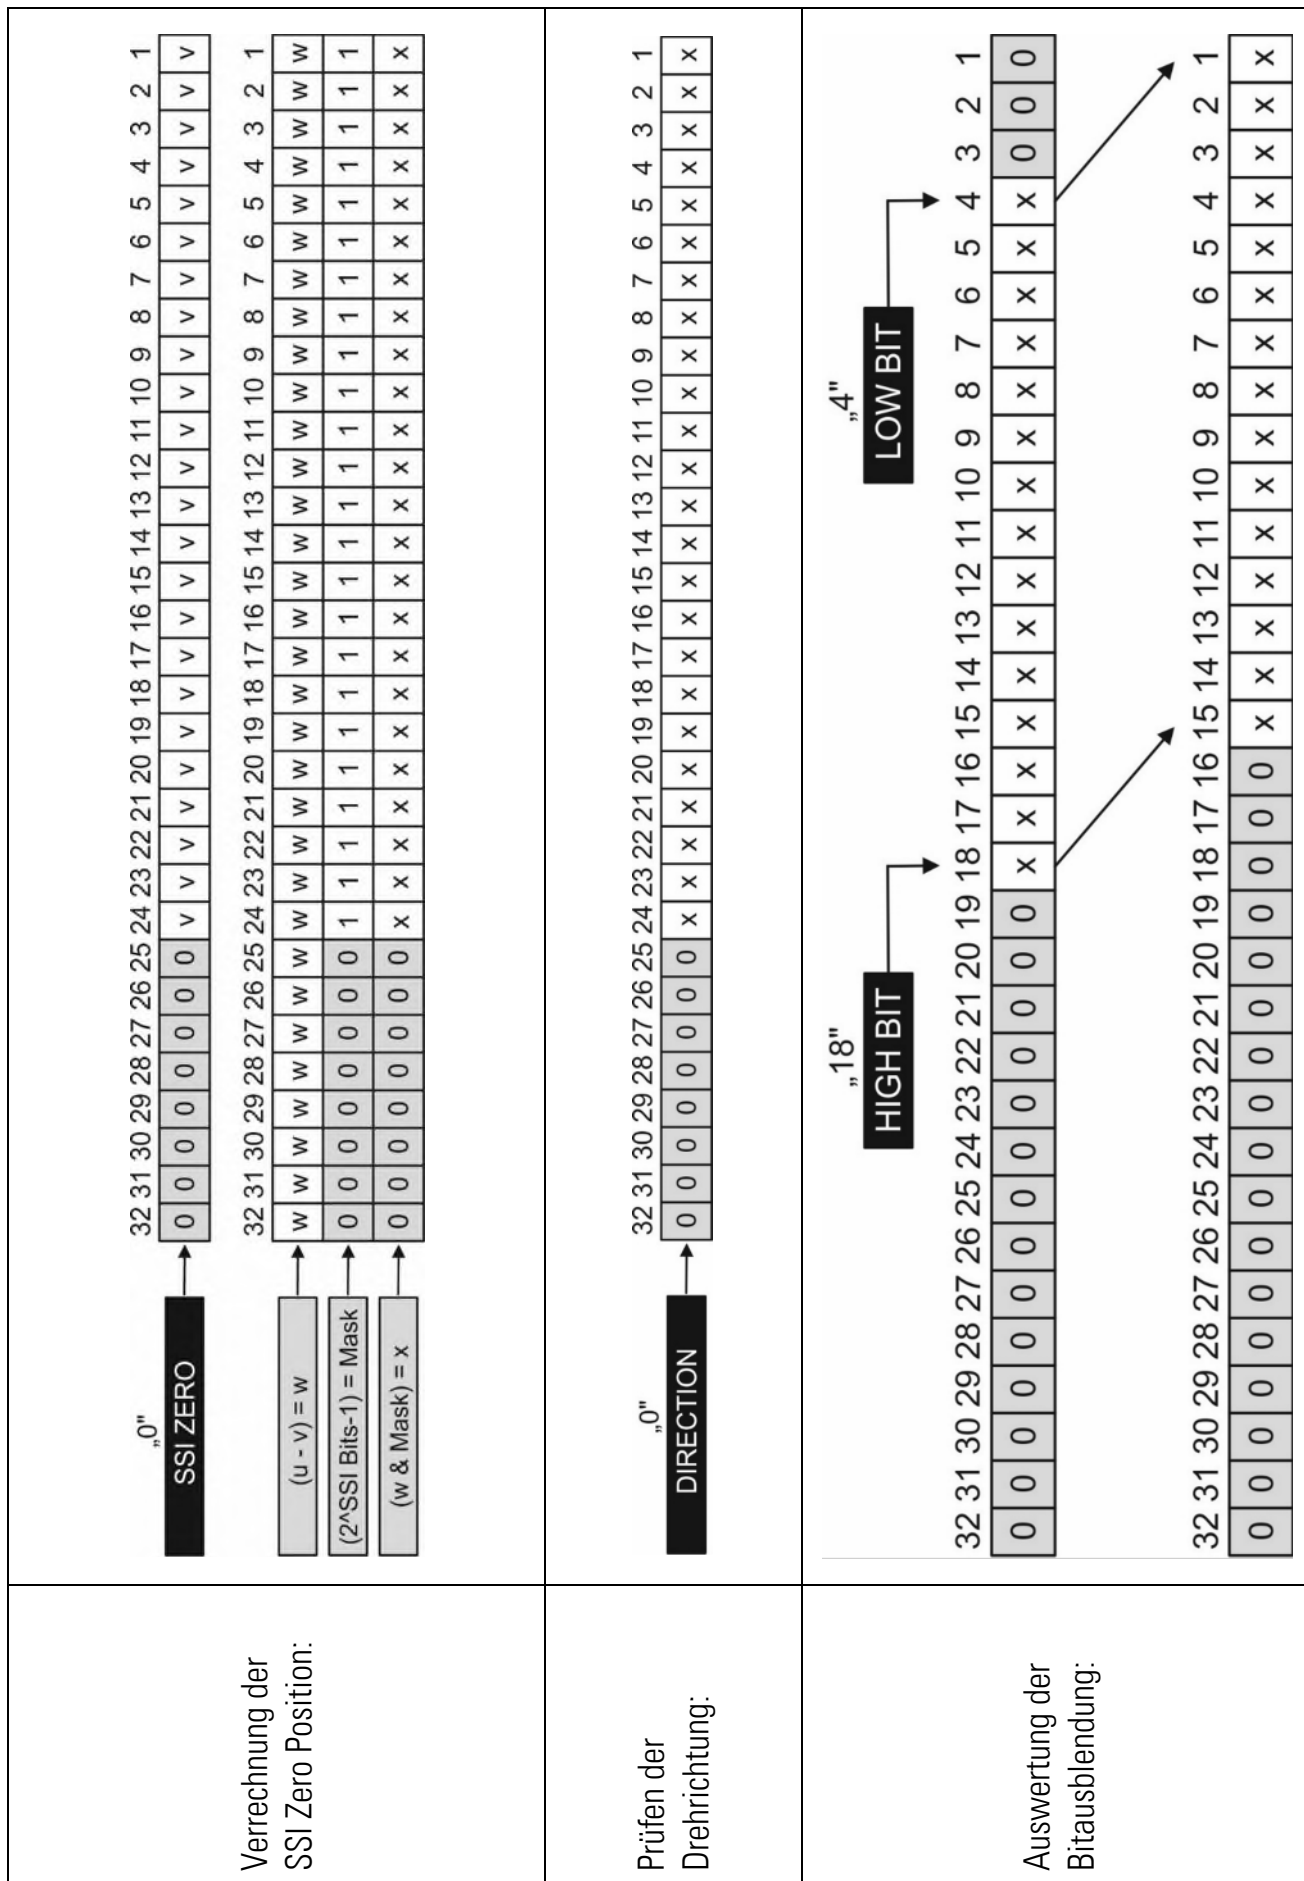 Verrechnung der
SSI Zero Position:
„0"
SSI ZERO
32 31 30 29 28 27 26 25 24 23 22 21 20 19 18 17 16 15 14 13 12 11 10 9 8 7 6 5 4 3 2 1
0 0 0 0 0 0 0 0 v v v v v v v v v v v v v v v v v v v v v v v v
32 31 30 29 28 27 26 25 24 23 22 21 20 19 18 17 16 15 14 13 12 11 10 9 8 7 6 5 4 3 2 1
(u - v) = w
w w w w w w w w w w w w w w w w w w w w w w w w w w w w w w w w
(2^SSI Bits-1) = Mask
0 0 0 0 0 0 0 0 1 1 1 1 1 1 1 1 1 1 1 1 1 1 1 1 1 1 1 1 1 1 1 1
(w & Mask) = x
0 0 0 0 0 0 0 0 x x x x x x x x x x x x x x x x x x x x x x x x
Prüfen der
Drehrichtung:
„0"
DIRECTION
32 31 30 29 28 27 26 25 24 23 22 21 20 19 18 17 16 15 14 13 12 11 10 9 8 7 6 5 4 3 2 1
0 0 0 0 0 0 0 0 x x x x x x x x x x x x x x x x x x x x x x x x
Auswertung der
Bitausblendung:
„18" „4"
HIGH BIT LOW BIT
32 31 30 29 28 27 26 25 24 23 22 21 20 19 18 17 16 15 14 13 12 11 10 9 8 7 6 5 4 3 2 1
0 0 0 0 0 0 0 0 0 0 0 0 0 0 x x x x x x x x x x x x x x x 0 0 0
32 31 30 29 28 27 26 25 24 23 22 21 20 19 18 17 16 15 14 13 12 11 10 9 8 7 6 5 4 3 2 1
0 0 0 0 0 0 0 0 0 0 0 0 0 0 0 0 0 x x x x x x x x x x x x x x x